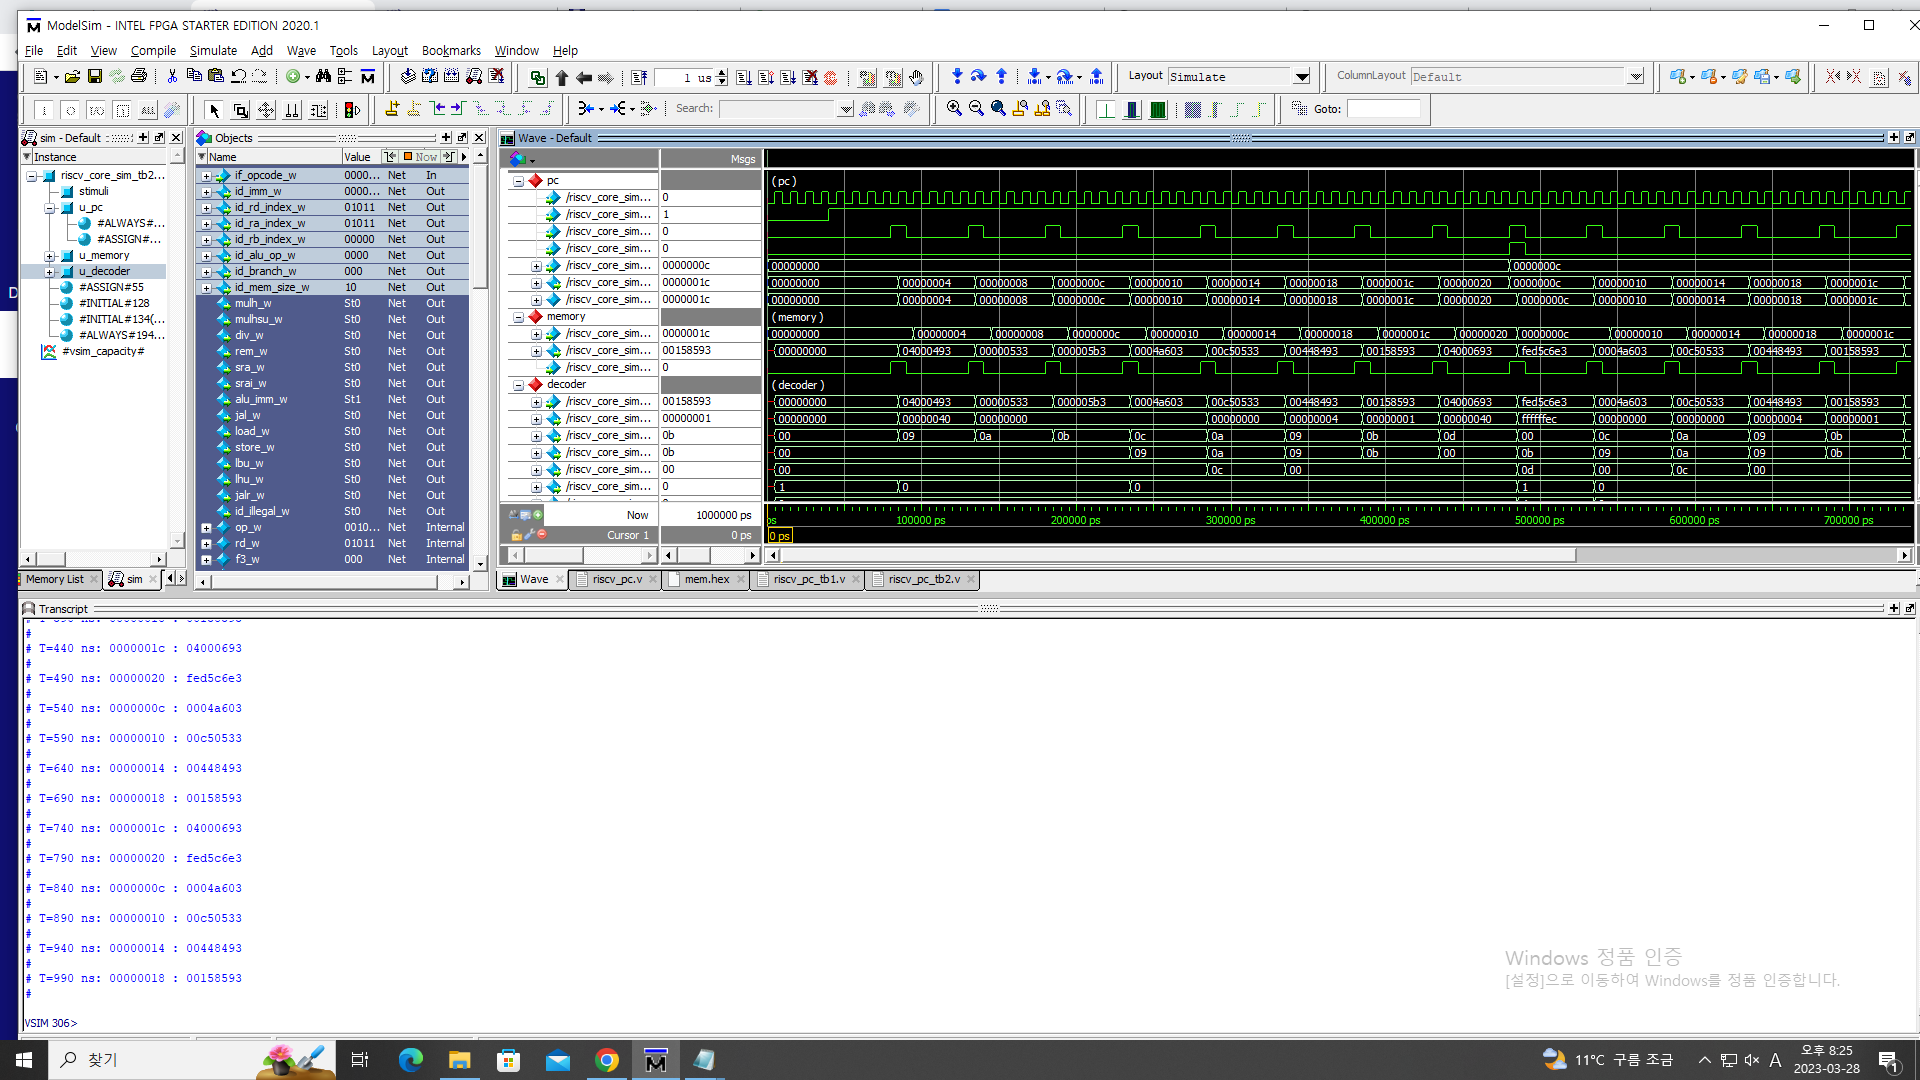 ModelSim - INTEL FPGA STARTER EDITION 2020.1
File Edit View Compile Simulate Add Wave Tools Layout Bookmarks Window Help
1 us
Layout Simulate
ColumnLayout Default
Search:
Goto:
sim - Default
Instance
riscv_core_sim_tb2...
stimuli
u_pc
#ALWAYS#...
#ASSIGN#...
u_memory
u_decoder
#ASSIGN#55
#INITIAL#128
#INITIAL#134(...
#ALWAYS#194...
#vsim_capacity#
Memory List
sim
Objects
Name Value Now
if_opcode_w 0000... Net In
id_imm_w 0000... Net Out
id_rd_index_w 01011 Net Out
id_ra_index_w 01011 Net Out
id_rb_index_w 00000 Net Out
id_alu_op_w 0000 Net Out
id_branch_w 000 Net Out
id_mem_size_w 10 Net Out
mulh_w St0 Net Out
mulhsu_w St0 Net Out
div_w St0 Net Out
rem_w St0 Net Out
sra_w St0 Net Out
srai_w St0 Net Out
alu_imm_w St1 Net Out
jal_w St0 Net Out
load_w St0 Net Out
store_w St0 Net Out
lbu_w St0 Net Out
lhu_w St0 Net Out
jalr_w St0 Net Out
id_illegal_w St0 Net Out
op_w 0010... Net Internal
rd_w 01011 Net Internal
f3_w 000 Net Internal
Wave - Default
Msgs
pc (pc)
/riscv_core_sim... 0
/riscv_core_sim... 1
/riscv_core_sim... 0
/riscv_core_sim... 0
/riscv_core_sim... 0000000c 00000000 0000000c
/riscv_core_sim... 0000001c 00000000 00000004 00000008 0000000c 00000010 00000014 00000018 0000001c 00000020 0000000c 00000010 00000014 00000018 0000001c
/riscv_core_sim... 0000001c 00000000 00000004 00000008 0000000c 00000010 00000014 00000018 0000001c 00000020 0000000c 00000010 00000014 00000018 0000001c
memory (memory)
/riscv_core_sim... 0000001c 00000000 00000004 00000008 0000000c 00000010 00000014 00000018 0000001c 00000020 0000000c 00000010 00000014 00000018 0000001c
/riscv_core_sim... 00158593 00000000 04000493 00000533 000005b3 0004a603 00c50533 00448493 00158593 04000693 fed5c6e3 0004a603 00c50533 00448493 00158593
/riscv_core_sim... 0
decoder (decoder)
/riscv_core_sim... 00158593 00000000 04000493 00000533 000005b3 0004a603 00c50533 00448493 00158593 04000693 fed5c6e3 0004a603 00c50533 00448493 00158593
/riscv_core_sim... 00000001 00000000 00000040 00000000 00000000 00000004 00000001 00000040 ffffffec 00000000 00000000 00000004 00000001
/riscv_core_sim... 0b 00 09 0a 0b 0c 0a 09 0b 0d 00 0c 0a 09 0b
/riscv_core_sim... 0b 00 09 0a 09 0b 00 0b 09 0a 09 0b
/riscv_core_sim... 00 00 0c 00 0d 00 0c 00
/riscv_core_sim... 0 1 0 0 1 0
Now 1000000 ps ps 100000 ps 200000 ps 300000 ps 400000 ps 500000 ps 600000 ps 700000 ps
Cursor 1 0 ps 0 ps
Wave riscv_pc.v mem.hex riscv_pc_tb1.v riscv_pc_tb2.v
Transcript
#
# T=440 ns: 0000001c : 04000693
#
# T=490 ns: 00000020 : fed5c6e3
#
# T=540 ns: 0000000c : 0004a603
#
# T=590 ns: 00000010 : 00c50533
#
# T=640 ns: 00000014 : 00448493
#
# T=690 ns: 00000018 : 00158593
#
# T=740 ns: 0000001c : 04000693
#
# T=790 ns: 00000020 : fed5c6e3
#
# T=840 ns: 0000000c : 0004a603
#
# T=890 ns: 00000010 : 00c50533
#
# T=940 ns: 00000014 : 00448493
#
# T=990 ns: 00000018 : 00158593
#
VSIM 306>
Windows 정품 인증
[설정]으로 이동하여 Windows를 정품 인증합니다.
찾기
11°C 구름 조금
A
오후 8:25
2023-03-28
1